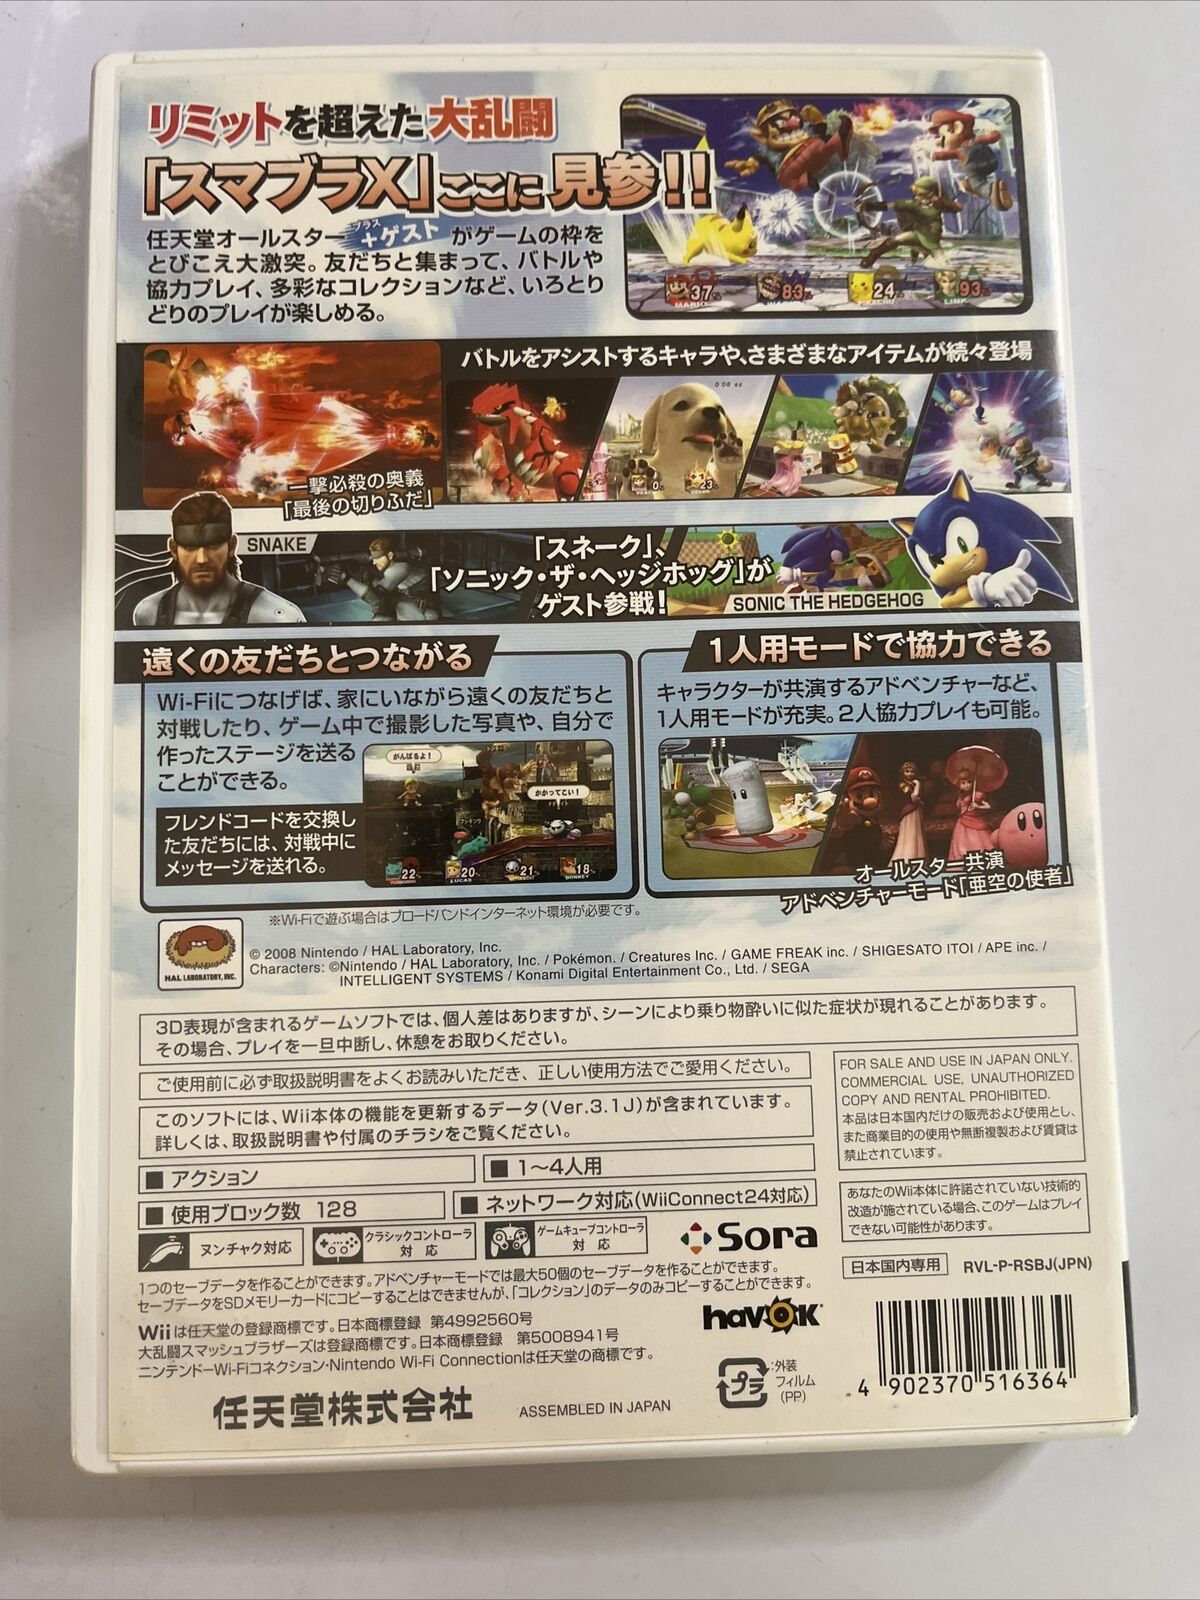 リミットを超えた大乱闘
「スマブラX」ここに見参!!
任天堂オールスター+ゲストがゲームの枠を
プラス
とびこえ大激突。友だちと集まって、バトルや
協力プレイ、多彩なコレクションなど、いろとり
どりのプレイが楽しめる。
37%
83%
24%
93%
MARIO
PIKACHU
LINK
バトルをアシストするキャラや、さまざまなアイテムが続々登場
一撃必殺の奥義
「最後の切りふだ」
0:06 66
PEACH
0%
23%
SNAKE
「スネーク」、
「ソニック・ザ・ヘッジホッグ」が
ゲスト参戦!
SONIC THE HEDGEHOG
遠くの友だちとつながる
Wi-Fiにつなげば、家にいながら遠くの友だちと
対戦したり、ゲーム中で撮影した写真や、自分で
作ったステージを送る
ことができる。
フレンドコードを交換し
た友だちには、対戦中に
メッセージを送れる。
がんばるよ!
かかってこい!
22%
20%
21%
18%
LUCAS
DONKEY
※Wi-Fiで遊ぶ場合はブロードバンドインターネット環境が必要です。
1人用モードで協力できる
キャラクターが共演するアドベンチャーなど、
1人用モードが充実。2人協力プレイも可能。
オールスター共演
アドベンチャーモード「亜空の使者」
HAL LABORATORY, INC.
© 2008 Nintendo / HAL Laboratory, Inc.
Characters: ©Nintendo / HAL Laboratory, Inc. / Pokémon. / Creatures Inc. / GAME FREAK inc. / SHIGESATO ITOI / APE inc. /
INTELLIGENT SYSTEMS / Konami Digital Entertainment Co., Ltd. / SEGA
3D表現が含まれるゲームソフトでは、個人差はありますが、シーンにより乗り物酔いに似た症状が現れることがあります。
その場合、プレイを一旦中断し、休憩をお取りください。
ご使用前に必ず取扱説明書をよくお読みいただき、正しい使用方法でご愛用ください。
このソフトには、Wii本体の機能を更新するデータ(Ver.3.1J)が含まれています。
詳しくは、取扱説明書や付属のチラシをご覧ください。
FOR SALE AND USE IN JAPAN ONLY.
COMMERCIAL USE, UNAUTHORIZED
COPY AND RENTAL PROHIBITED.
本品は日本国内だけの販売および使用とし、
また商業目的の使用や無断複製および賃貸は
禁止されています。
■ アクション
■ 1〜4人用
■ 使用ブロック数 128
■ ネットワーク対応(WiiConnect24対応)
あなたのWii本体に許諾されていない技術的
改造が施されている場合、このゲームはプレイ
できない可能性があります。
ヌンチャク対応
クラシックコントローラ
対 応
ゲームキューブコントローラ
対 応
Sora
日本国内専用
RVL-P-RSBJ(JPN)
1つのセーブデータを作ることができます。アドベンチャーモードでは最大50個のセーブデータを作ることができます。
セーブデータをSDメモリーカードにコピーすることはできませんが、「コレクション」のデータのみコピーすることができます。
Wiiは任天堂の登録商標です。日本商標登録 第4992560号
大乱闘スマッシュブラザーズは登録商標です。日本商標登録 第5008941号
ニンテンドーWi-Fiコネクション・Nintendo Wi-Fi Connectionは任天堂の商標です。
havok
プラ
:外装
フィルム
(PP)
4 902370 516364
任天堂株式会社
ASSEMBLED IN JAPAN